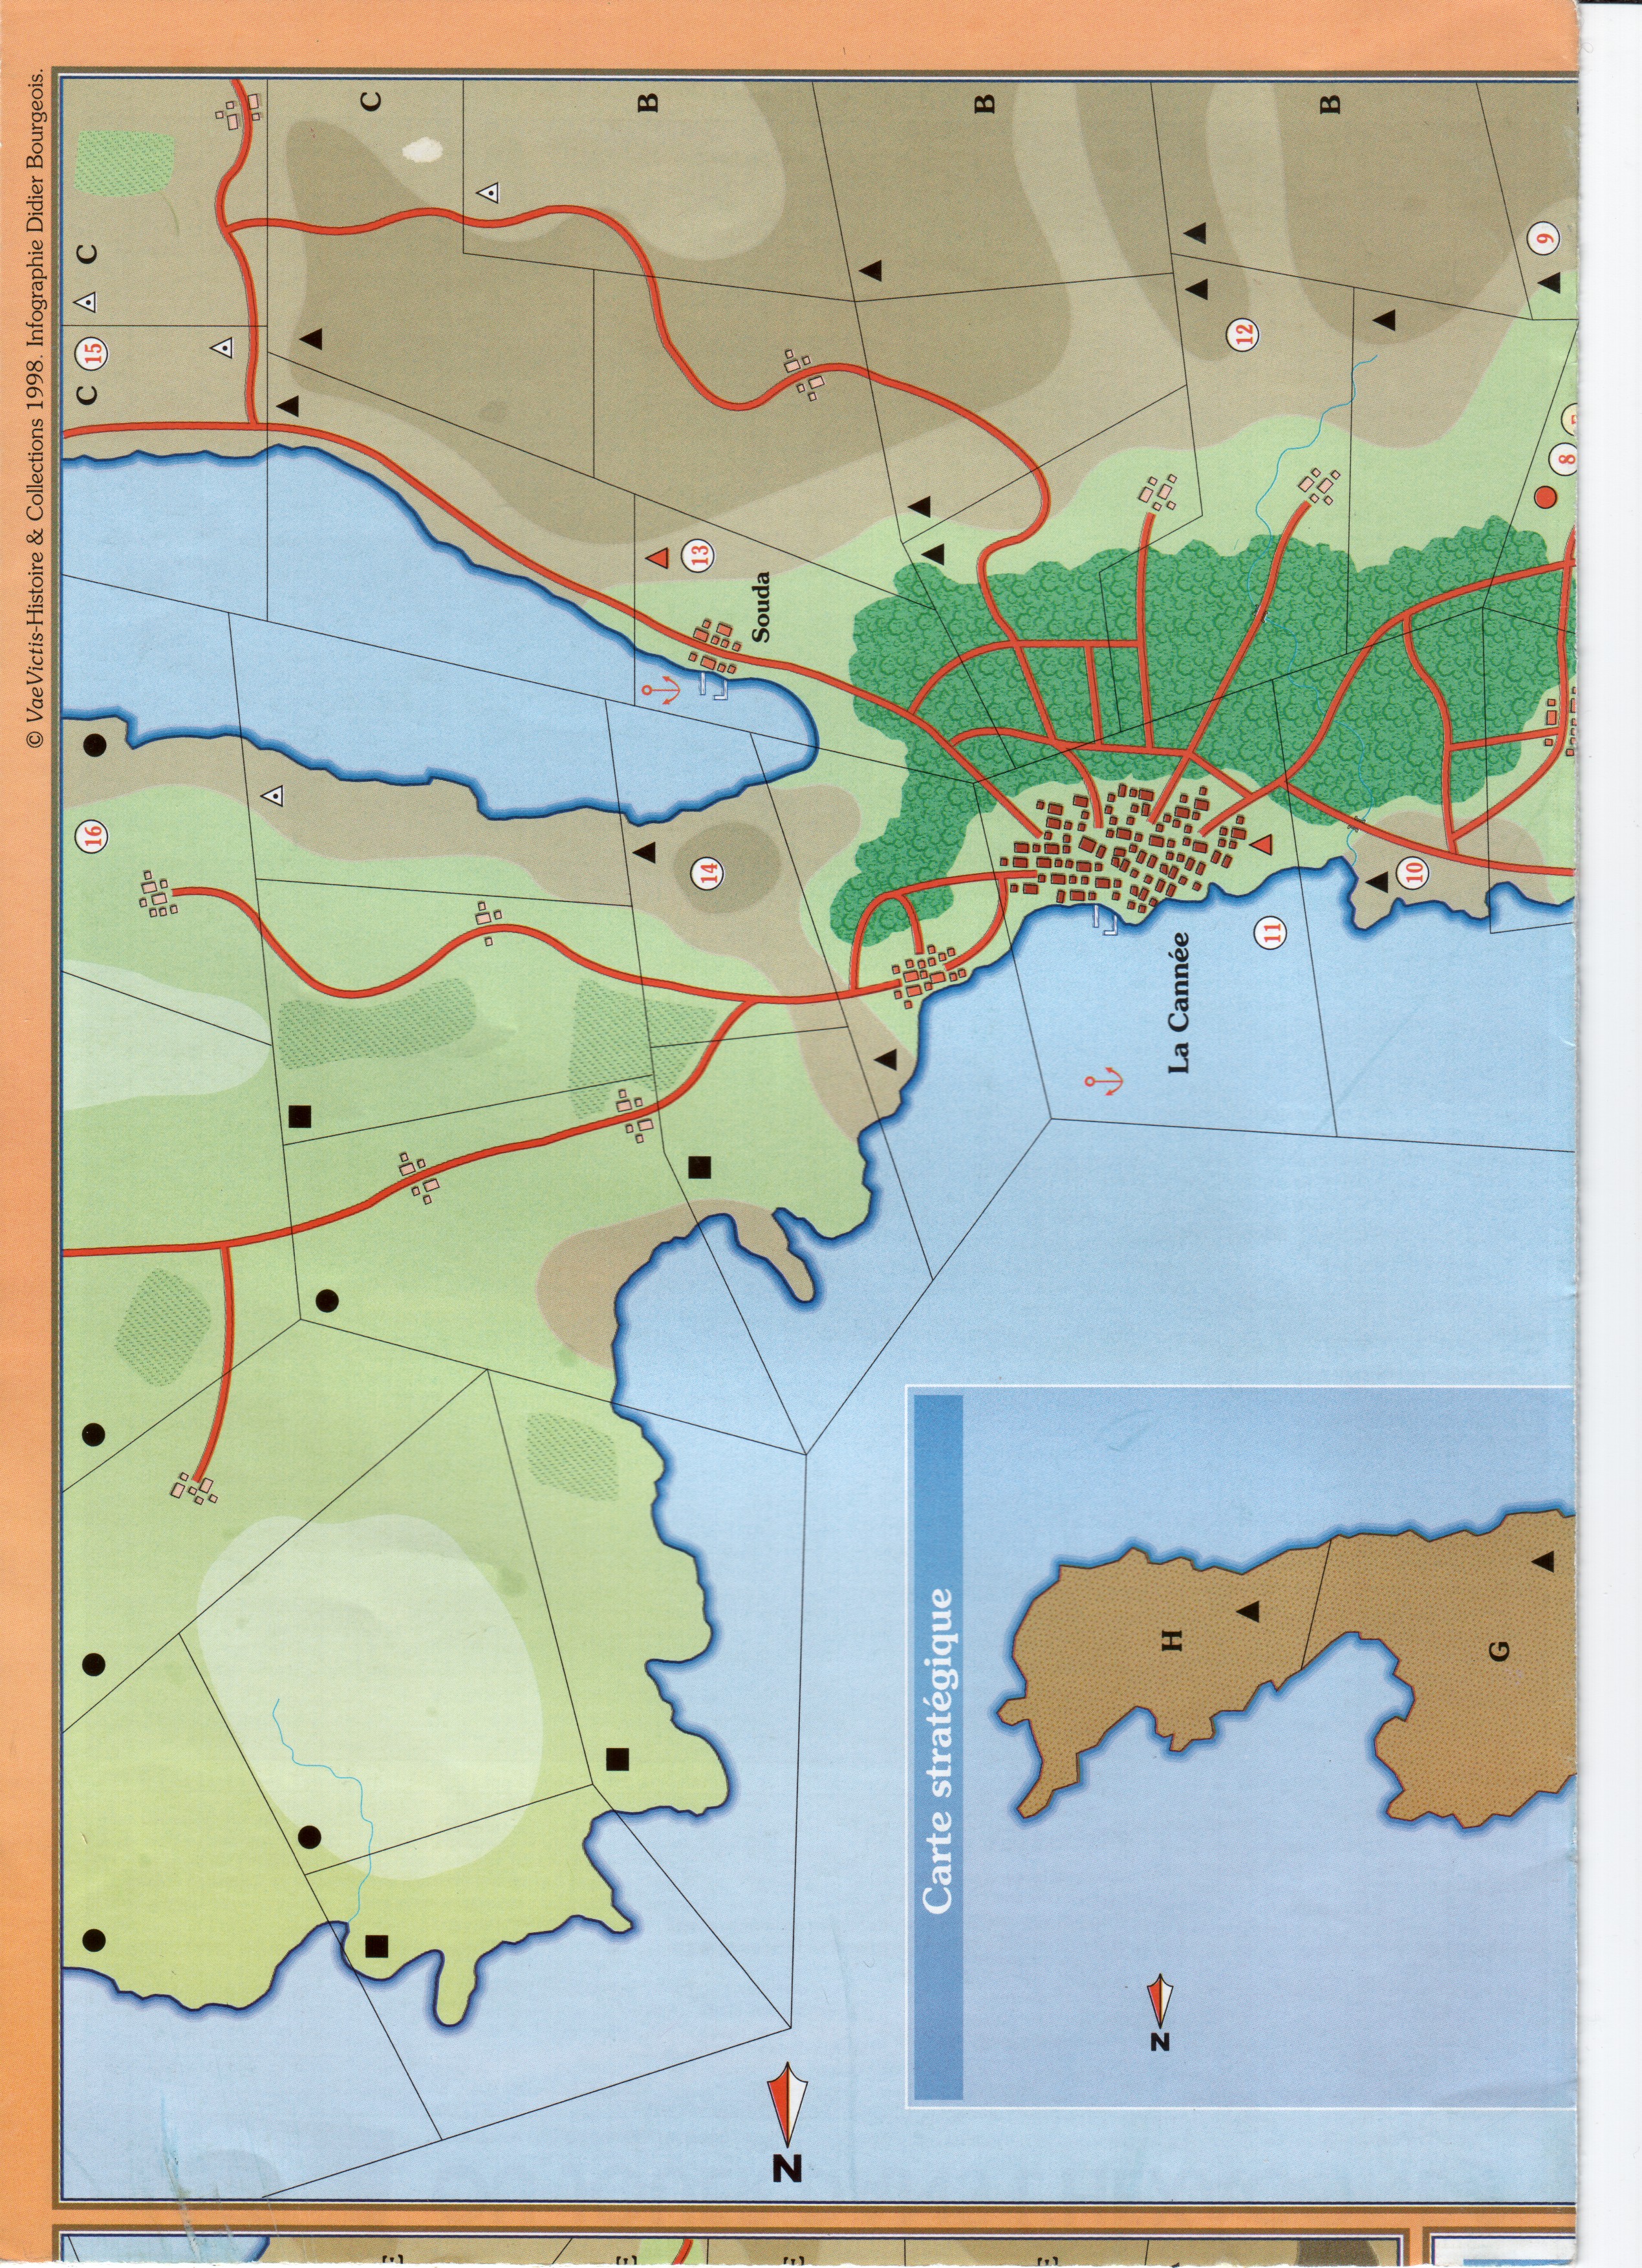 © VaeVictis-Histoire & Collections 1998. Infographie Didier Bourgeois.
C
B
B
B
C
C
15
9
12
8
13
Souda
16
14
10
11
La Cannée
Carte stratégique
H
G
N
N